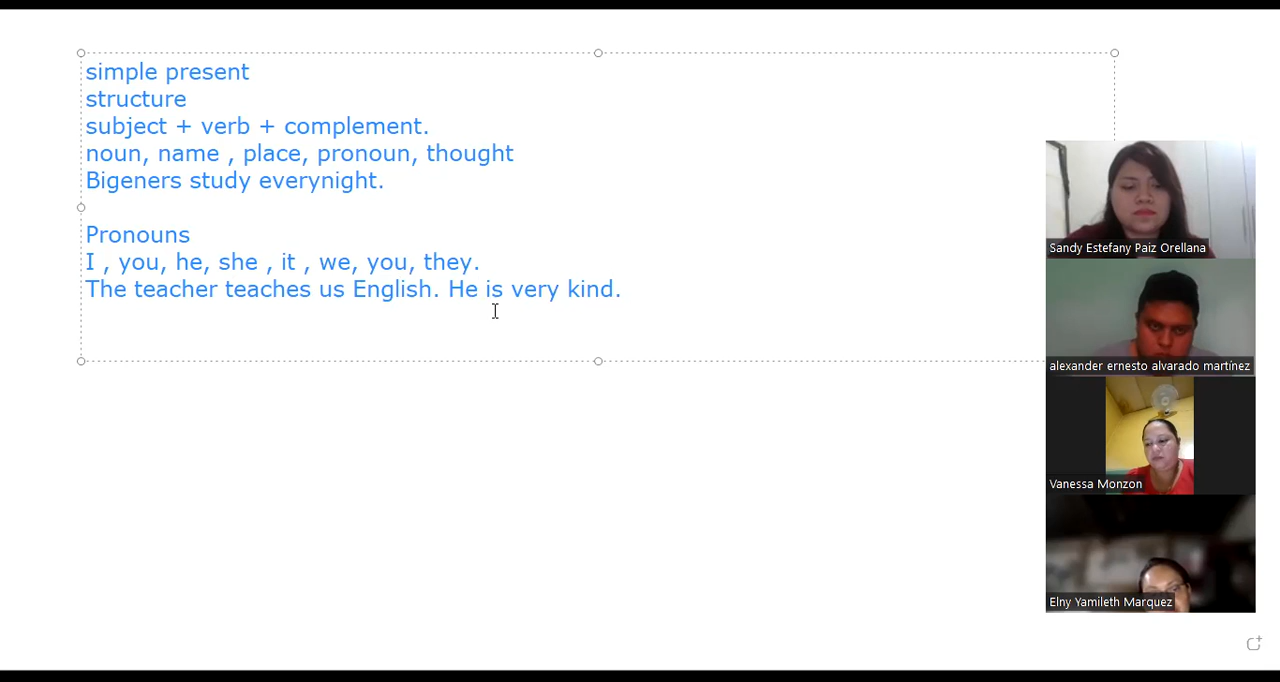 simple present
structure
subject + verb + complement.
noun, name , place, pronoun, thought
Bigeners study everynight.
Pronouns
I , you, he, she , it , we, you, they.
The teacher teaches us English. He is very kind.
Sandy Estefany Paiz Orellana
alexander ernesto alvarado martínez
Vanessa Monzon
Elny Yamileth Marquez